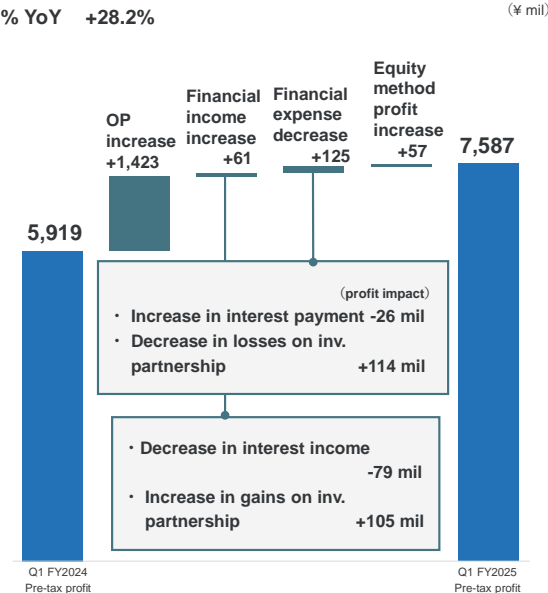 % YoY +28.2%
(¥ mil)
OP
increase
+1,423
Financial
income
increase
+61
Financial
expense
decrease
+125
Equity
method
profit
increase
+57
5,919
7,587
(profit impact)
・ Increase in interest payment -26 mil
・ Decrease in losses on inv.
partnership +114 mil
・Decrease in interest income
-79 mil
・ Increase in gains on inv.
partnership +105 mil
Q1 FY2024
Pre-tax profit
Q1 FY2025
Pre-tax profit